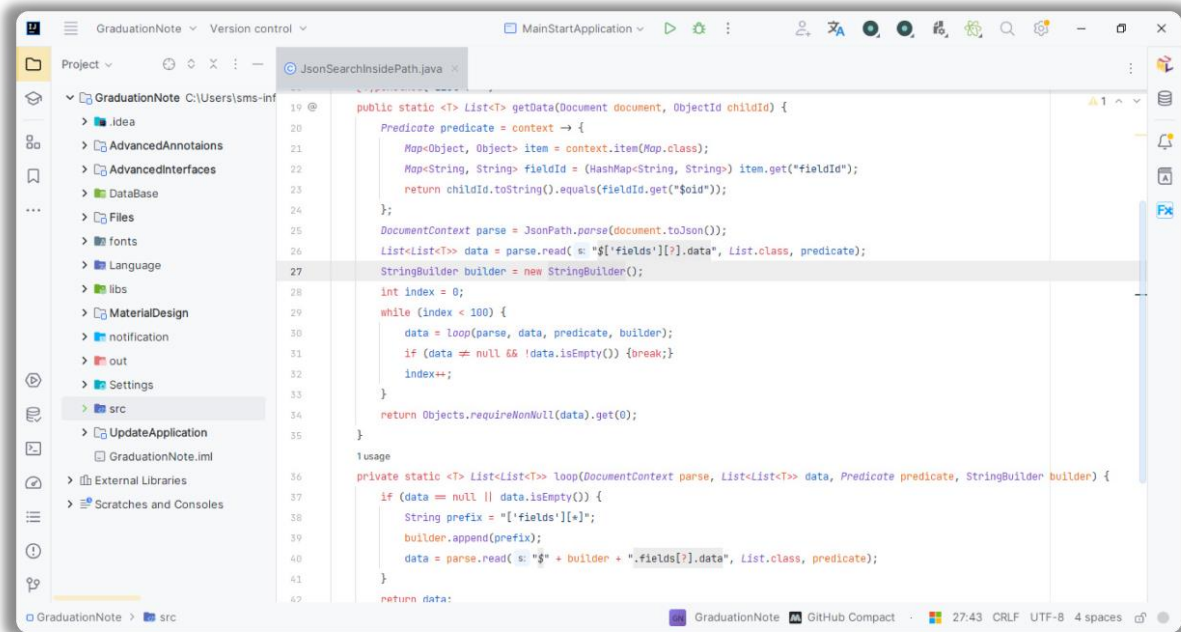 GraduationNote Version control MainStartApplication
Project
JsonSearchInsidePath.java
GraduationNote C:\Users\sms-inf
.idea
AdvancedAnnotaions
AdvancedInterfaces
DataBase
Files
fonts
Language
libs
MaterialDesign
notification
out
Settings
src
UpdateApplication
GraduationNote.iml
External Libraries
Scratches and Consoles
19 @ public static <T> List<T> getData(Document document, ObjectId childId) {
1
20 Predicate predicate = context → {
21 Map<Object, Object> item = context.item(Map.class);
22 Map<String, String> fieldId = (HashMap<String, String>) item.get("fieldId");
23 return childId.toString().equals(fieldId.get("$oid"));
24 };
25 DocumentContext parse = JsonPath.parse(document.toJson());
26 List<List<T>> data = parse.read( s: "$['fields'][?].data", List.class, predicate);
27 StringBuilder builder = new StringBuilder();
28 int index = 0;
29 while (index < 100) {
30 data = loop(parse, data, predicate, builder);
31 if (data ≠ null && !data.isEmpty()) {break;}
32 index++;
33 }
34 return Objects.requireNonNull(data).get(0);
35 }
1 usage
36 private static <T> List<List<T>> loop(DocumentContext parse, List<List<T>> data, Predicate predicate, StringBuilder builder) {
37 if (data == null || data.isEmpty()) {
38 String prefix = "['fields'][*]";
39 builder.append(prefix);
40 data = parse.read( s: "$" + builder + ".fields[?].data", List.class, predicate);
41 }
42 return data;
GraduationNote > src
GN GraduationNote GitHub Compact 27:43 CRLF UTF-8 4 spaces